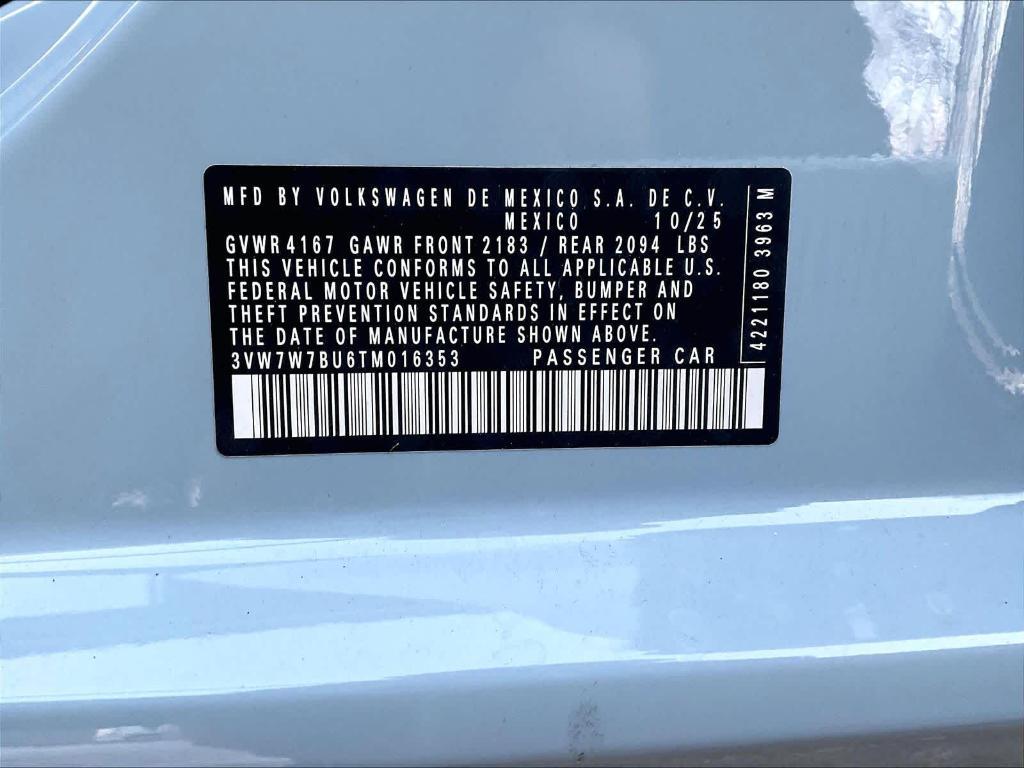 MFD BY VOLKSWAGEN DE MEXICO S.A. DE C.V.
MEXICO 10/25
GVWR 4167 GAWR FRONT 2183 / REAR 2094 LBS
THIS VEHICLE CONFORMS TO ALL APPLICABLE U.S.
FEDERAL MOTOR VEHICLE SAFETY, BUMPER AND
THEFT PREVENTION STANDARDS IN EFFECT ON
THE DATE OF MANUFACTURE SHOWN ABOVE.
3VW7W7BU6TM016353 PASSENGER CAR
4221180 3963 M